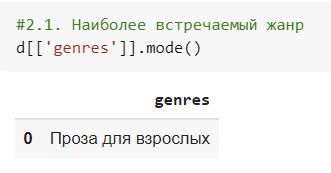 #2.1. Наиболее встречаемый жанр
d[['genres']].mode()
genres
0 Проза для взрослых